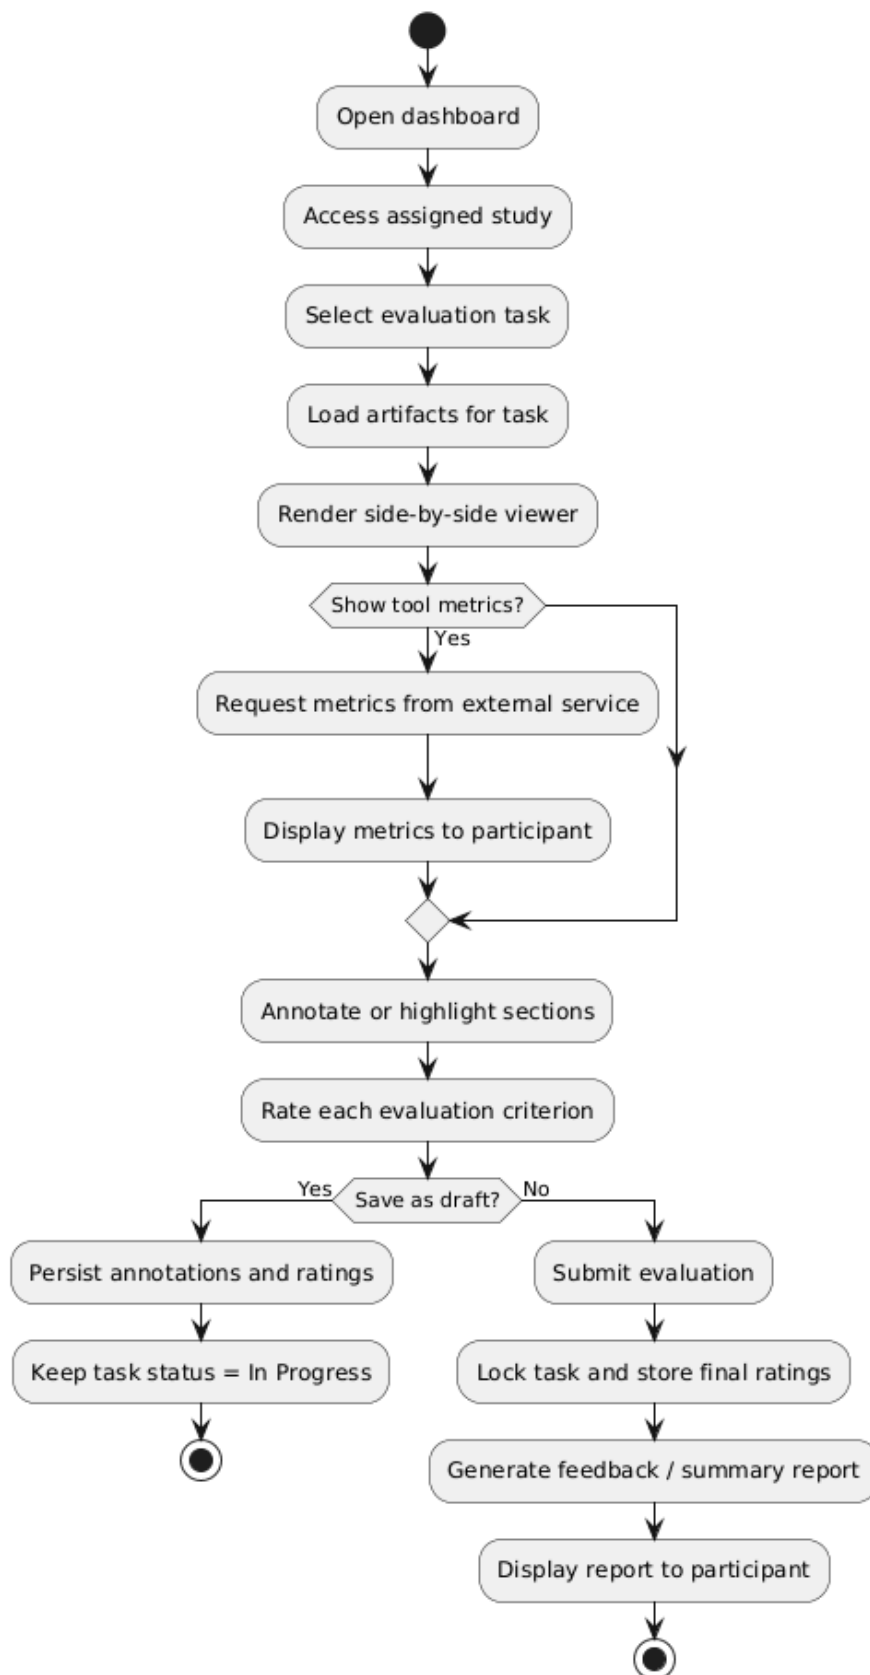 Open dashboard
Access assigned study
Select evaluation task
Load artifacts for task
Render side-by-side viewer
Show tool metrics?
Yes
Request metrics from external service
Display metrics to participant
Annotate or highlight sections
Rate each evaluation criterion
Yes
Save as draft?
No
Persist annotations and ratings
Submit evaluation
Keep task status = In Progress
Lock task and store final ratings
Generate feedback / summary report
Display report to participant